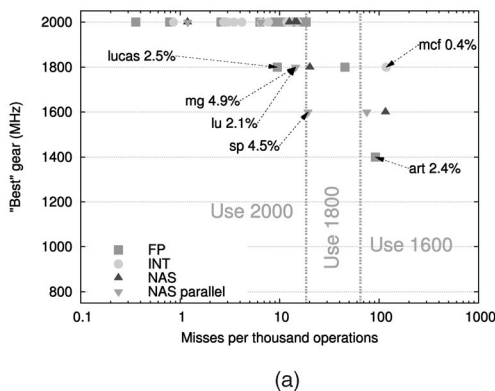 2000
1800
1600
1400
1200
1000
800
"Best" gear (MHz)
lucas 2.5%
mcf 0.4%
mg 4.9%
lu 2.1%
sp 4.5%
art 2.4%
Use 2000
Use 1800
Use 1600
FP
INT
NAS
NAS parallel
0.1
1
10
100
1000
Misses per thousand operations
(a)